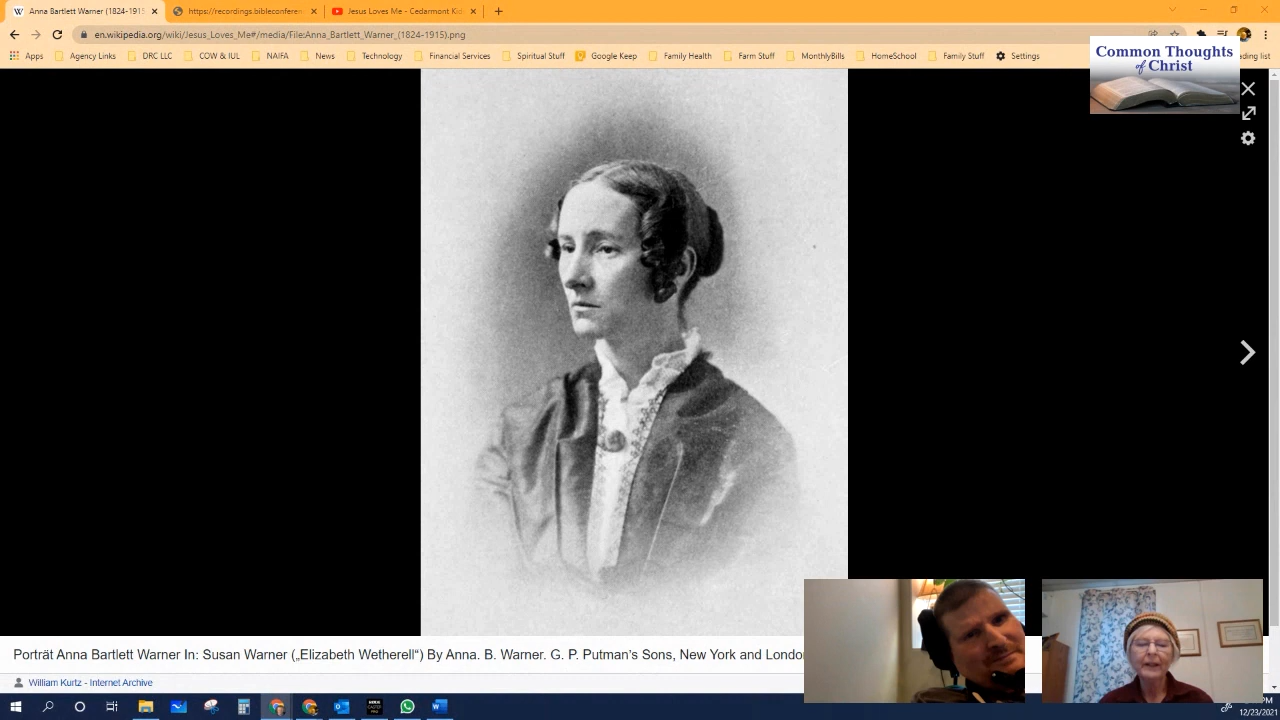 Anna Bartlett Warner (1824-1915
https://recordings.bibleconferen
Jesus Loves Me - Cedarmont Kid
en.wikipedia.org/wiki/Jesus_Loves_Me#/media/File:Anna_Bartlett_Warner_(1824-1915).png
Apps Languages DRC LLC COW & IUL NAIFA News Technology Financial Services Spiritual Stuff Google Keep Family Health Farm Stuff MonthlyBills HomeSchool Family Stuff Settings
Common Thoughts
of Christ
Porträt Anna Bartlett Warner In: Susan Warner („Elizabeth Wetherell“) By Anna. B. Warner. G. P. Putman's Sons, New York and London
William Kurtz - Internet Archive
PM
12/23/2021